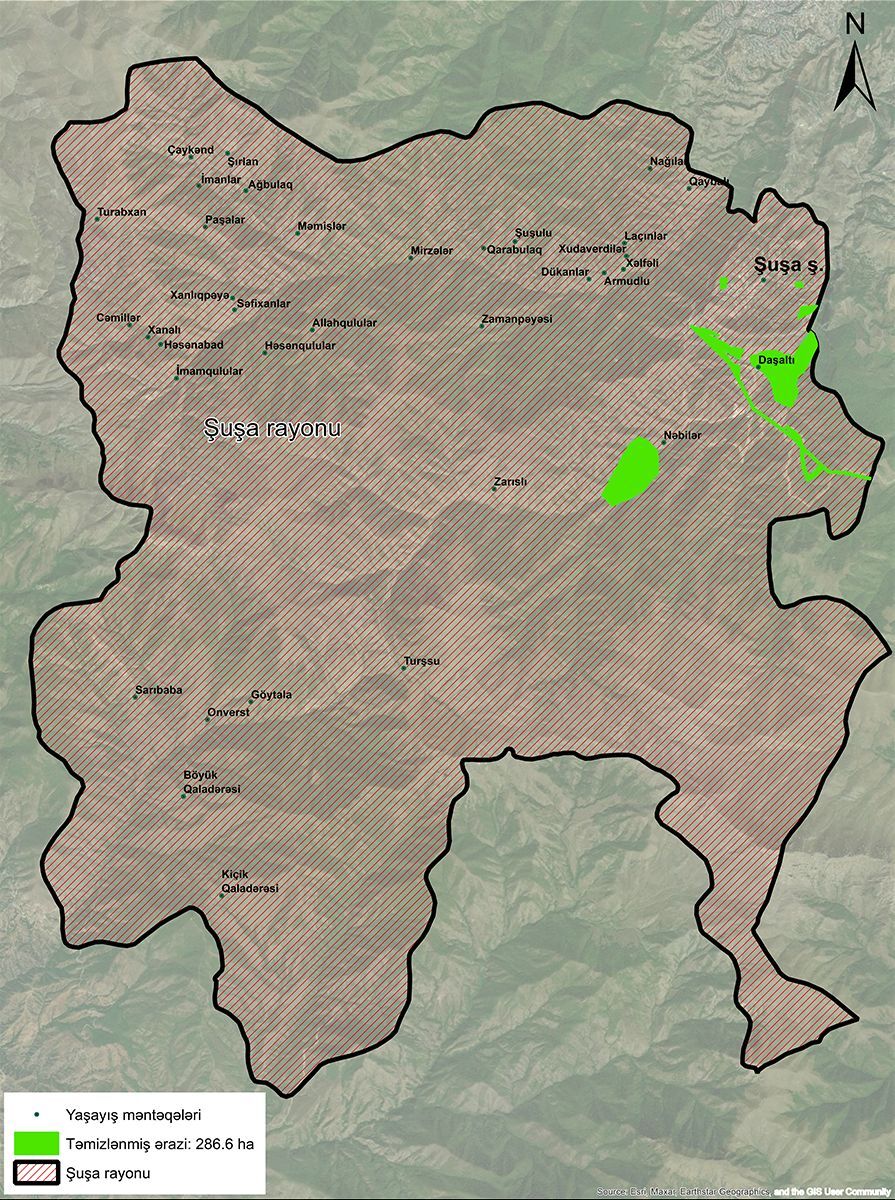 N
Çaykənd
Şırlan
İmanlar
Ağbulaq
Turabxan
Paşalar
Məmişlər
Nağılar
Qaybalı
Mirzələr
Şuşulu
Qarabulaq
Laçınlar
Xudaverdilər
Xəlfəli
Dükanlar
Armudlu
Şuşa ş.
Xanlıqpəyə
Səfixanlar
Cəmillər
Xanalı
Həsənabad
Allahqulular
Həsənqulular
İmamqulular
Zamanpəyəsi
Daşaltı
Şuşa rayonu
Nəbilər
Zarıslı
Turşsu
Sarıbaba
Göytala
Onverst
Böyük
Qaladərəsi
Kiçik
Qaladərəsi
Yaşayış məntəqələri
Təmizlənmiş ərazi: 286.6 ha
Şuşa rayonu
Source: Esri, Maxar, Earthstar Geographics, and the GIS User Community